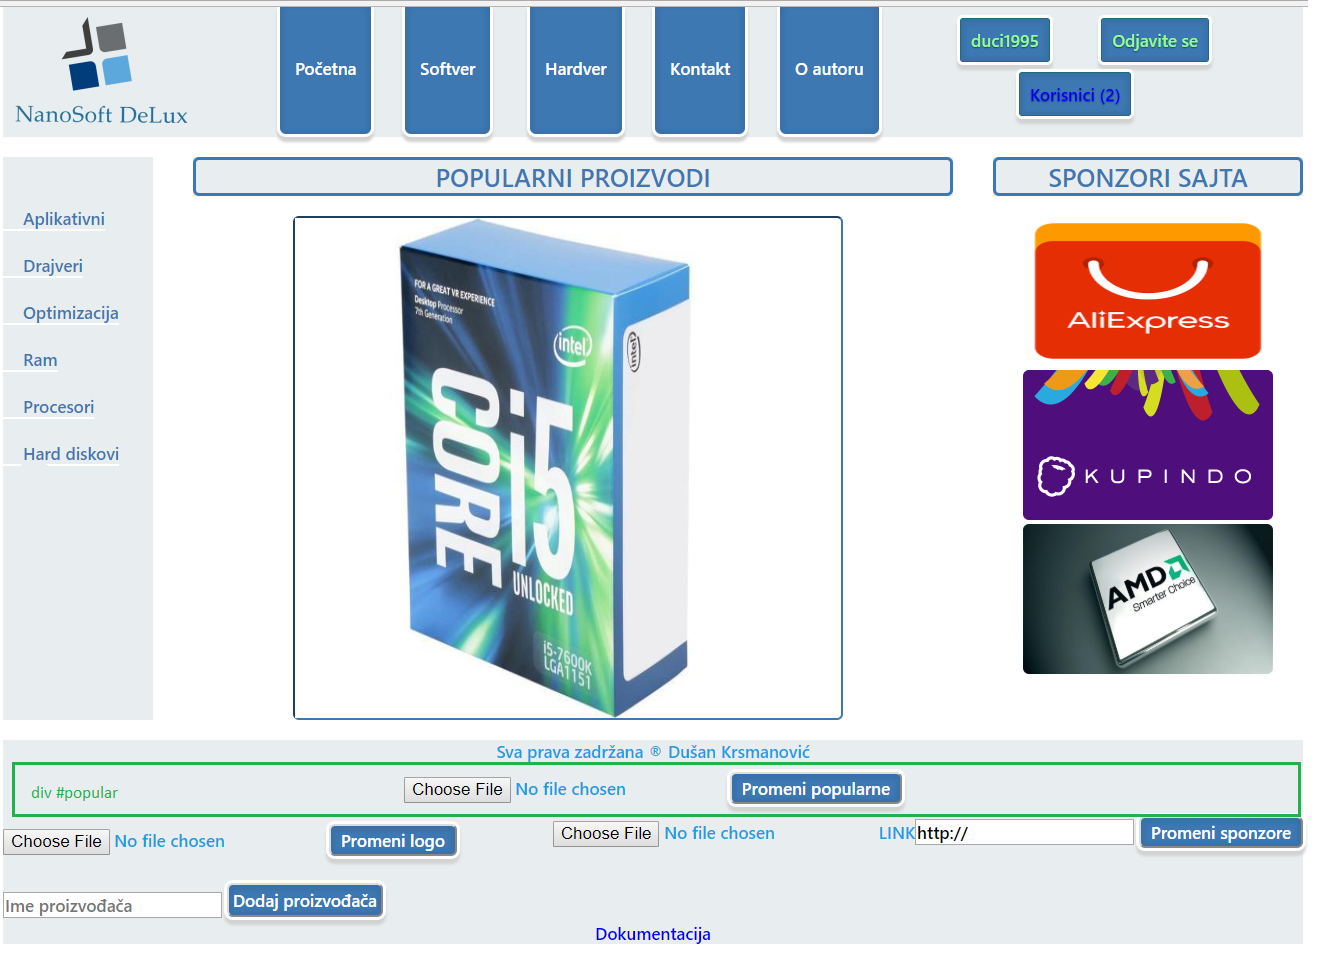 NanoSoft DeLux
Početna
Softver
Hardver
Kontakt
O autoru
duci1995
Odjavite se
Korisnici (2)
Aplikativni
Drajveri
Optimizacija
Ram
Procesori
Hard diskovi
POPULARNI PROIZVODI
FOR A GREAT VR EXPERIENCE
Desktop Processor
7th Generation
intel
intel
CORE i5
UNLOCKED
i5-7600K
LGA1151
SPONZORI SAJTA
AliExpress
KUPINDO
AMD
Smarter Choice
Sva prava zadržana ® Dušan Krsmanović
div #popular
Choose File No file chosen
Promeni popularne
Choose File No file chosen
Promeni logo
Choose File No file chosen
LINK http://
Promeni sponzore
Ime proizvođača
Dodaj proizvođača
Dokumentacija